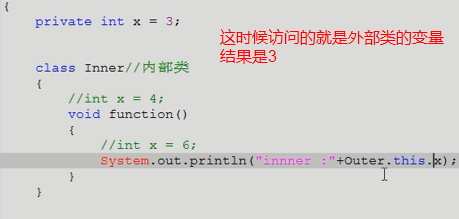 {
private int x = 3;
这时候访问的就是外部类的变量
结果是3
class Inner//内部类
{
//int x = 4;
void function()
{
//int x = 6;
System.out.println("innner :"+Outer.this.x);
}
}